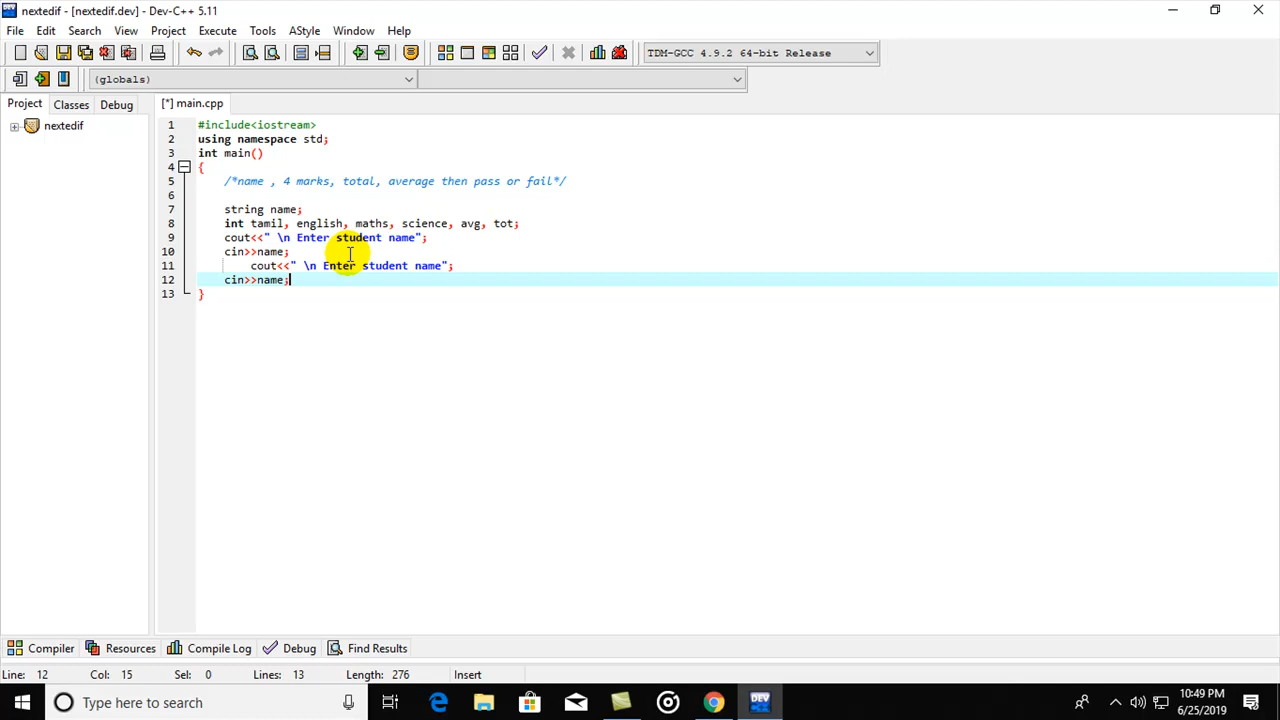 nextedif - [nextedif.dev] - Dev-C++ 5.11
File Edit Search View Project Execute Tools AStyle Window Help
TDM-GCC 4.9.2 64-bit Release
(globals)
Project Classes Debug [*] main.cpp
nextedif
1 #include<iostream>
2 using namespace std;
3 int main()
4 {
5 /*name , 4 marks, total, average then pass or fail*/
6
7 string name;
8 int tamil, english, maths, science, avg, tot;
9 cout<<" \n Enter student name";
10 cin>>name;
11 cout<<" \n Enter student name";
12 cin>>name;
13 }
Compiler Resources Compile Log Debug Find Results
Line: 12 Col: 15 Sel: 0 Lines: 13 Length: 276 Insert
Type here to search
DEV
10:49 PM
6/25/2019